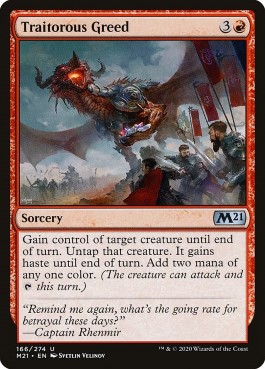 Traitorous Greed 3
Sorcery M21
Gain control of target creature until end
of turn. Untap that creature. It gains
haste until end of turn. Add two mana of
any one color. (The creature can attack and
this turn.)
"Remind me again, what's the going rate for
betrayal these days?"
—Captain Rhenmir
166/274 U
M21 • EN SVETLIN VELINOV
™ & © 2020 Wizards of the Coast